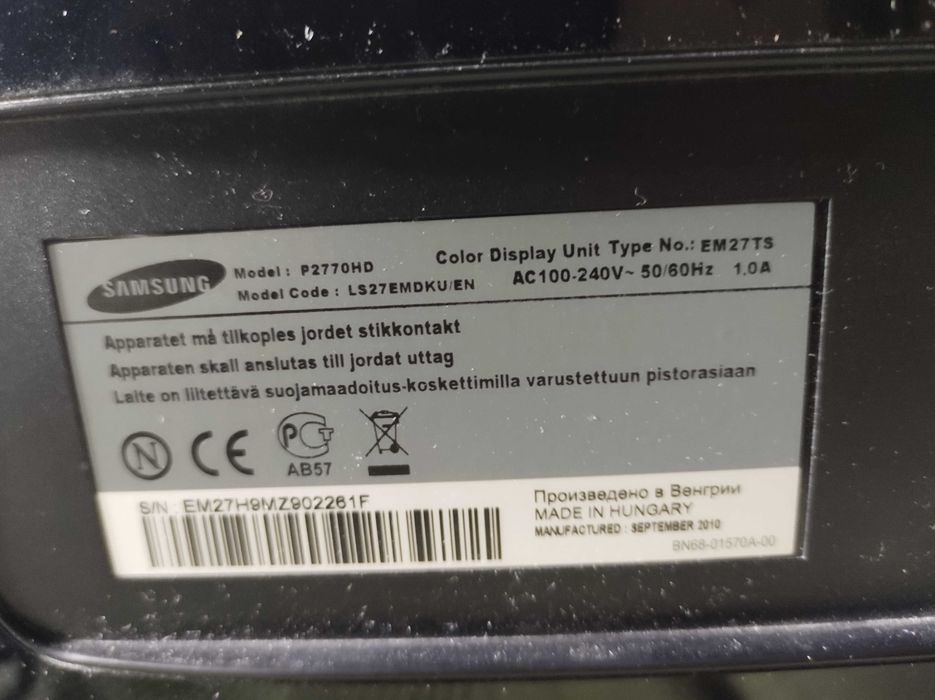 SAMSUNG
Model : P2770HD
Model Code : LS27EMDKU/EN
Color Display Unit Type No.: EM27TS
AC100-240V~ 50/60Hz 1.0A
Apparatet må tilkoples jordet stikkontakt
Apparaten skall anslutas till jordat uttag
Laite on liitettävä suojamaadoitus-koskettimilla varustettuun pistorasiaan
N
CE
PCT
AB57
S/N : EM27H9MZ902261F
Произведено в Венгрии
MADE IN HUNGARY
MANUFACTURED : SEPTEMBER 2010
BN68-01570A-00